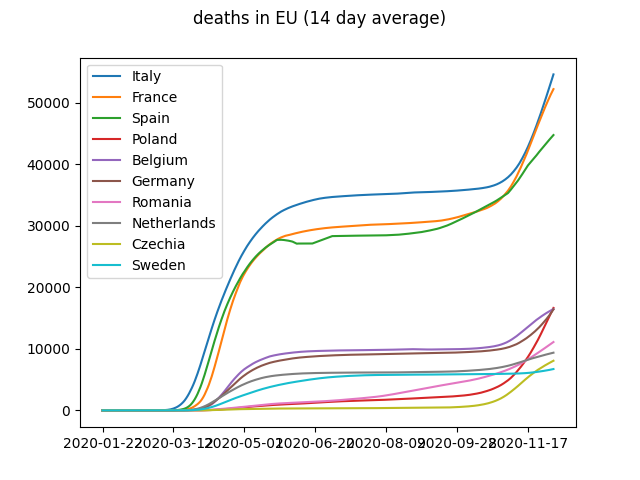 deaths in EU (14 day average)
Italy
France
Spain
Poland
Belgium
Germany
Romania
Netherlands
Czechia
Sweden
50000
40000
30000
20000
10000
0
2020-01-22 2020-03-12 2020-05-01 2020-06-20 2020-08-09 2020-09-28 2020-11-17